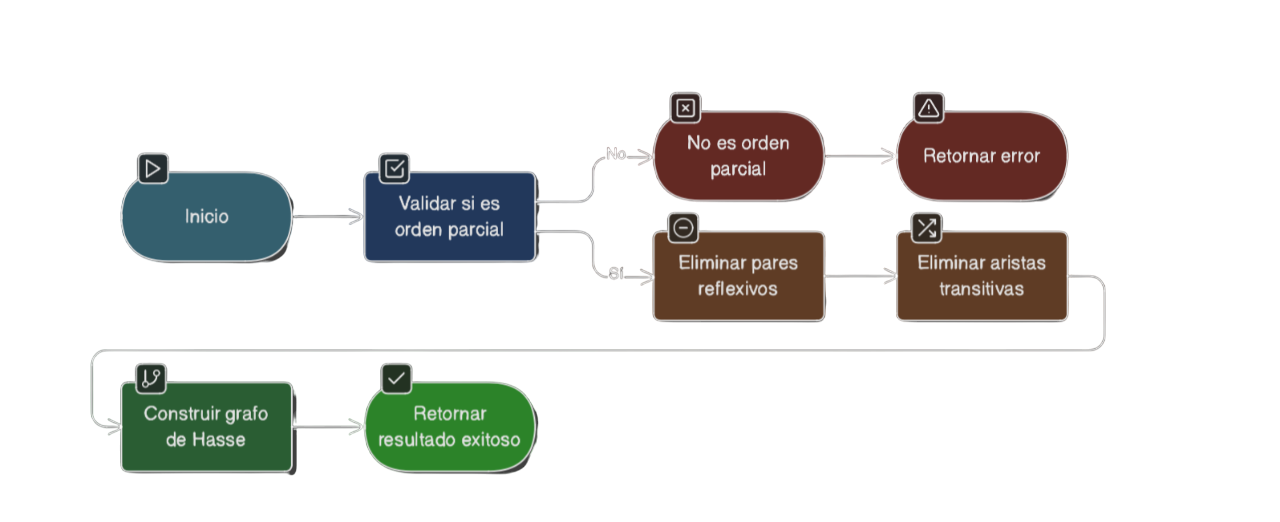 Inicio
Validar si es
orden parcial
No
No es orden
parcial
Retornar error
Sí
Eliminar pares
reflexivos
Eliminar aristas
transitivas
Construir grafo
de Hasse
Retornar
resultado exitoso